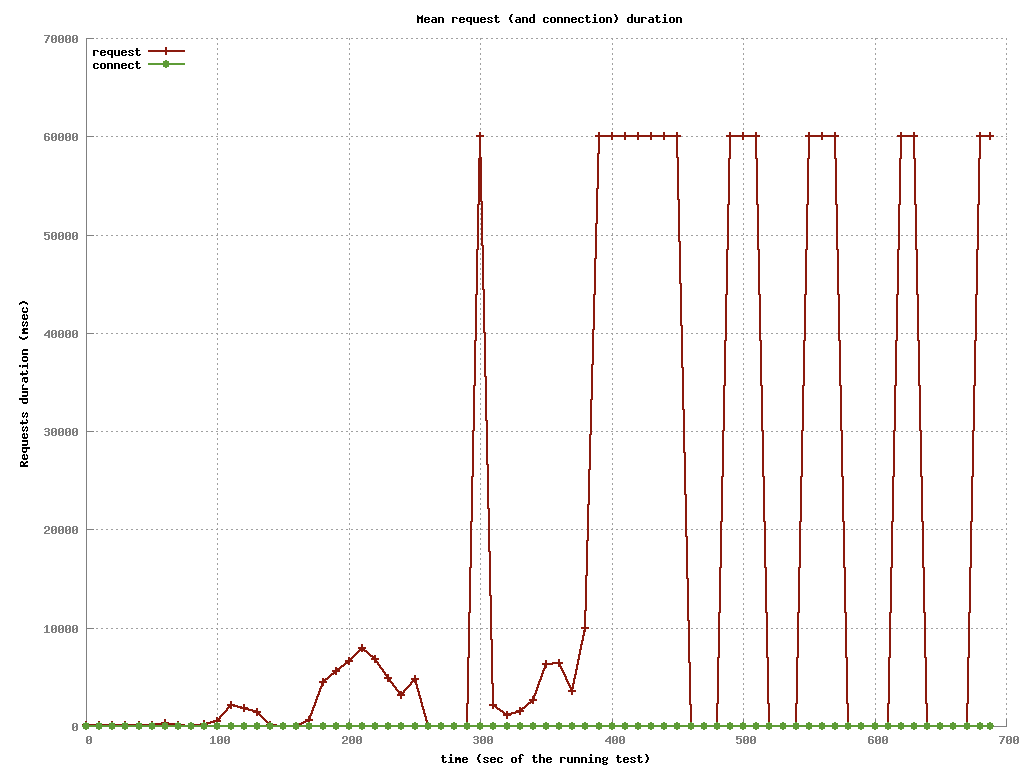 Mean request (and connection) duration
70000
request
connect
60000
50000
40000
30000
20000
10000
0
Requests duration (msec)
0 100 200 300 400 500 600 700
time (sec of the running test)